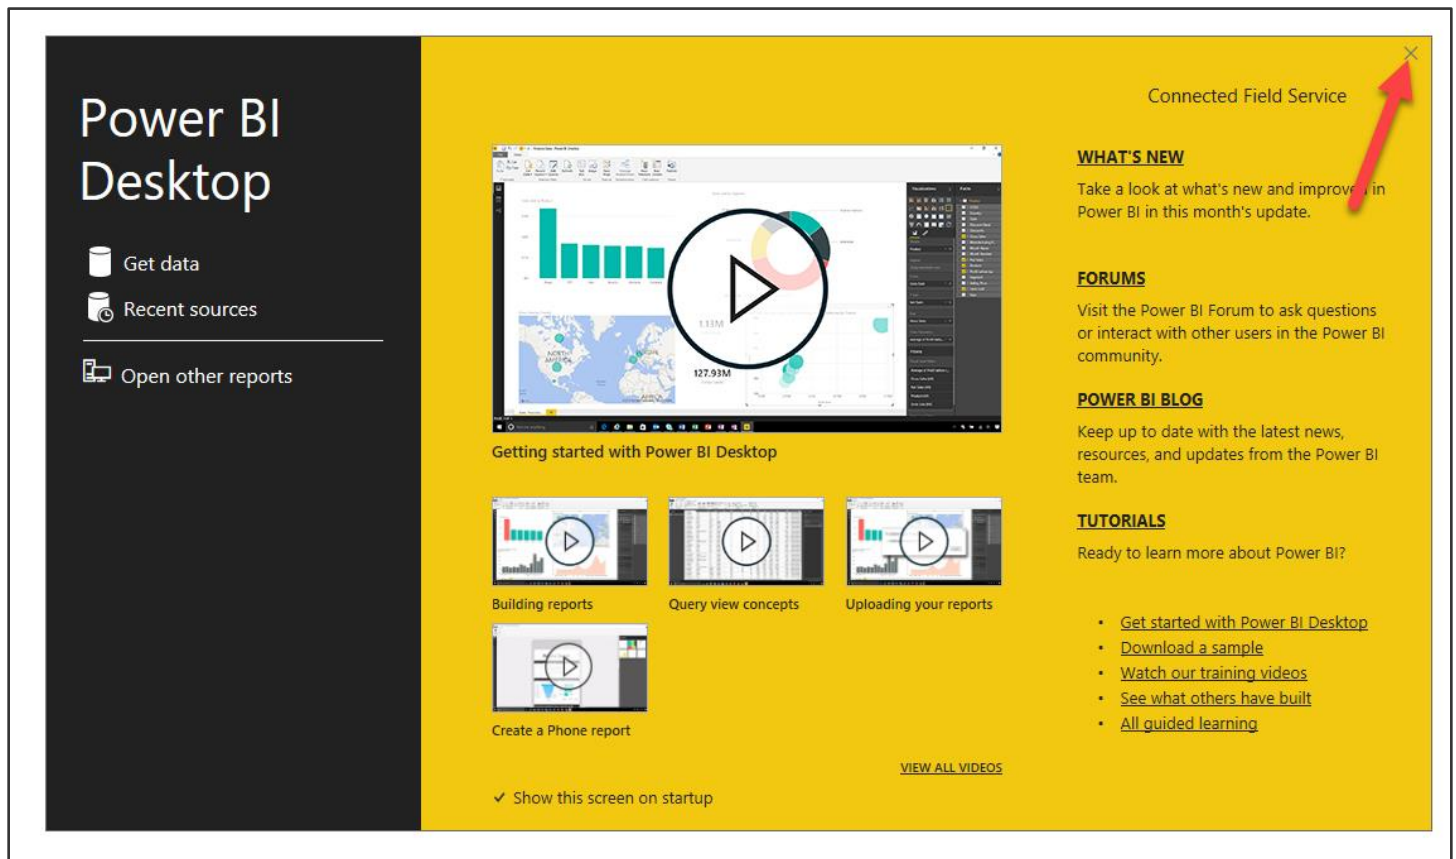 Power BI
Desktop
Get data
Recent sources
Open other reports
Connected Field Service
127.93M
Getting started with Power BI Desktop
Building reports
Query view concepts
Uploading your reports
Create a Phone report
VIEW ALL VIDEOS
Show this screen on startup
WHAT'S NEW
Take a look at what's new and improved in
Power BI in this month's update.
FORUMS
Visit the Power BI Forum to ask questions
or interact with other users in the Power BI
community.
POWER BI BLOG
Keep up to date with the latest news,
resources, and updates from the Power BI
team.
TUTORIALS
Ready to learn more about Power BI?
Get started with Power BI Desktop
Download a sample
Watch our training videos
See what others have built
All guided learning